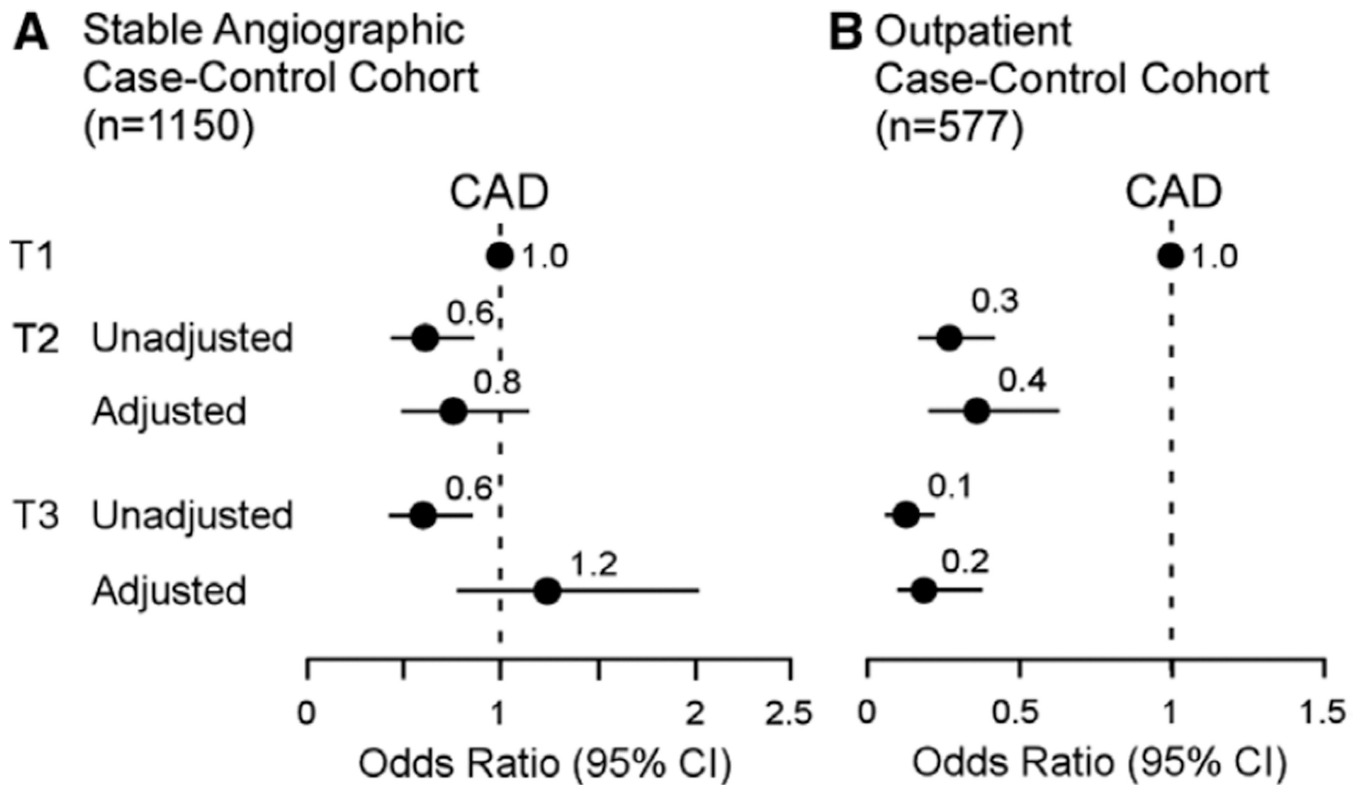 A Stable Angiographic
Case-Control Cohort
(n=1150)
CAD
T1 1.0
T2 Unadjusted 0.6
Adjusted 0.8
T3 Unadjusted 0.6
Adjusted 1.2
0 1 2 2.5
Odds Ratio (95% CI)
B Outpatient
Case-Control Cohort
(n=577)
CAD
1.0
0.3
0.4
0.1
0.2
0 0.5 1 1.5
Odds Ratio (95% CI)